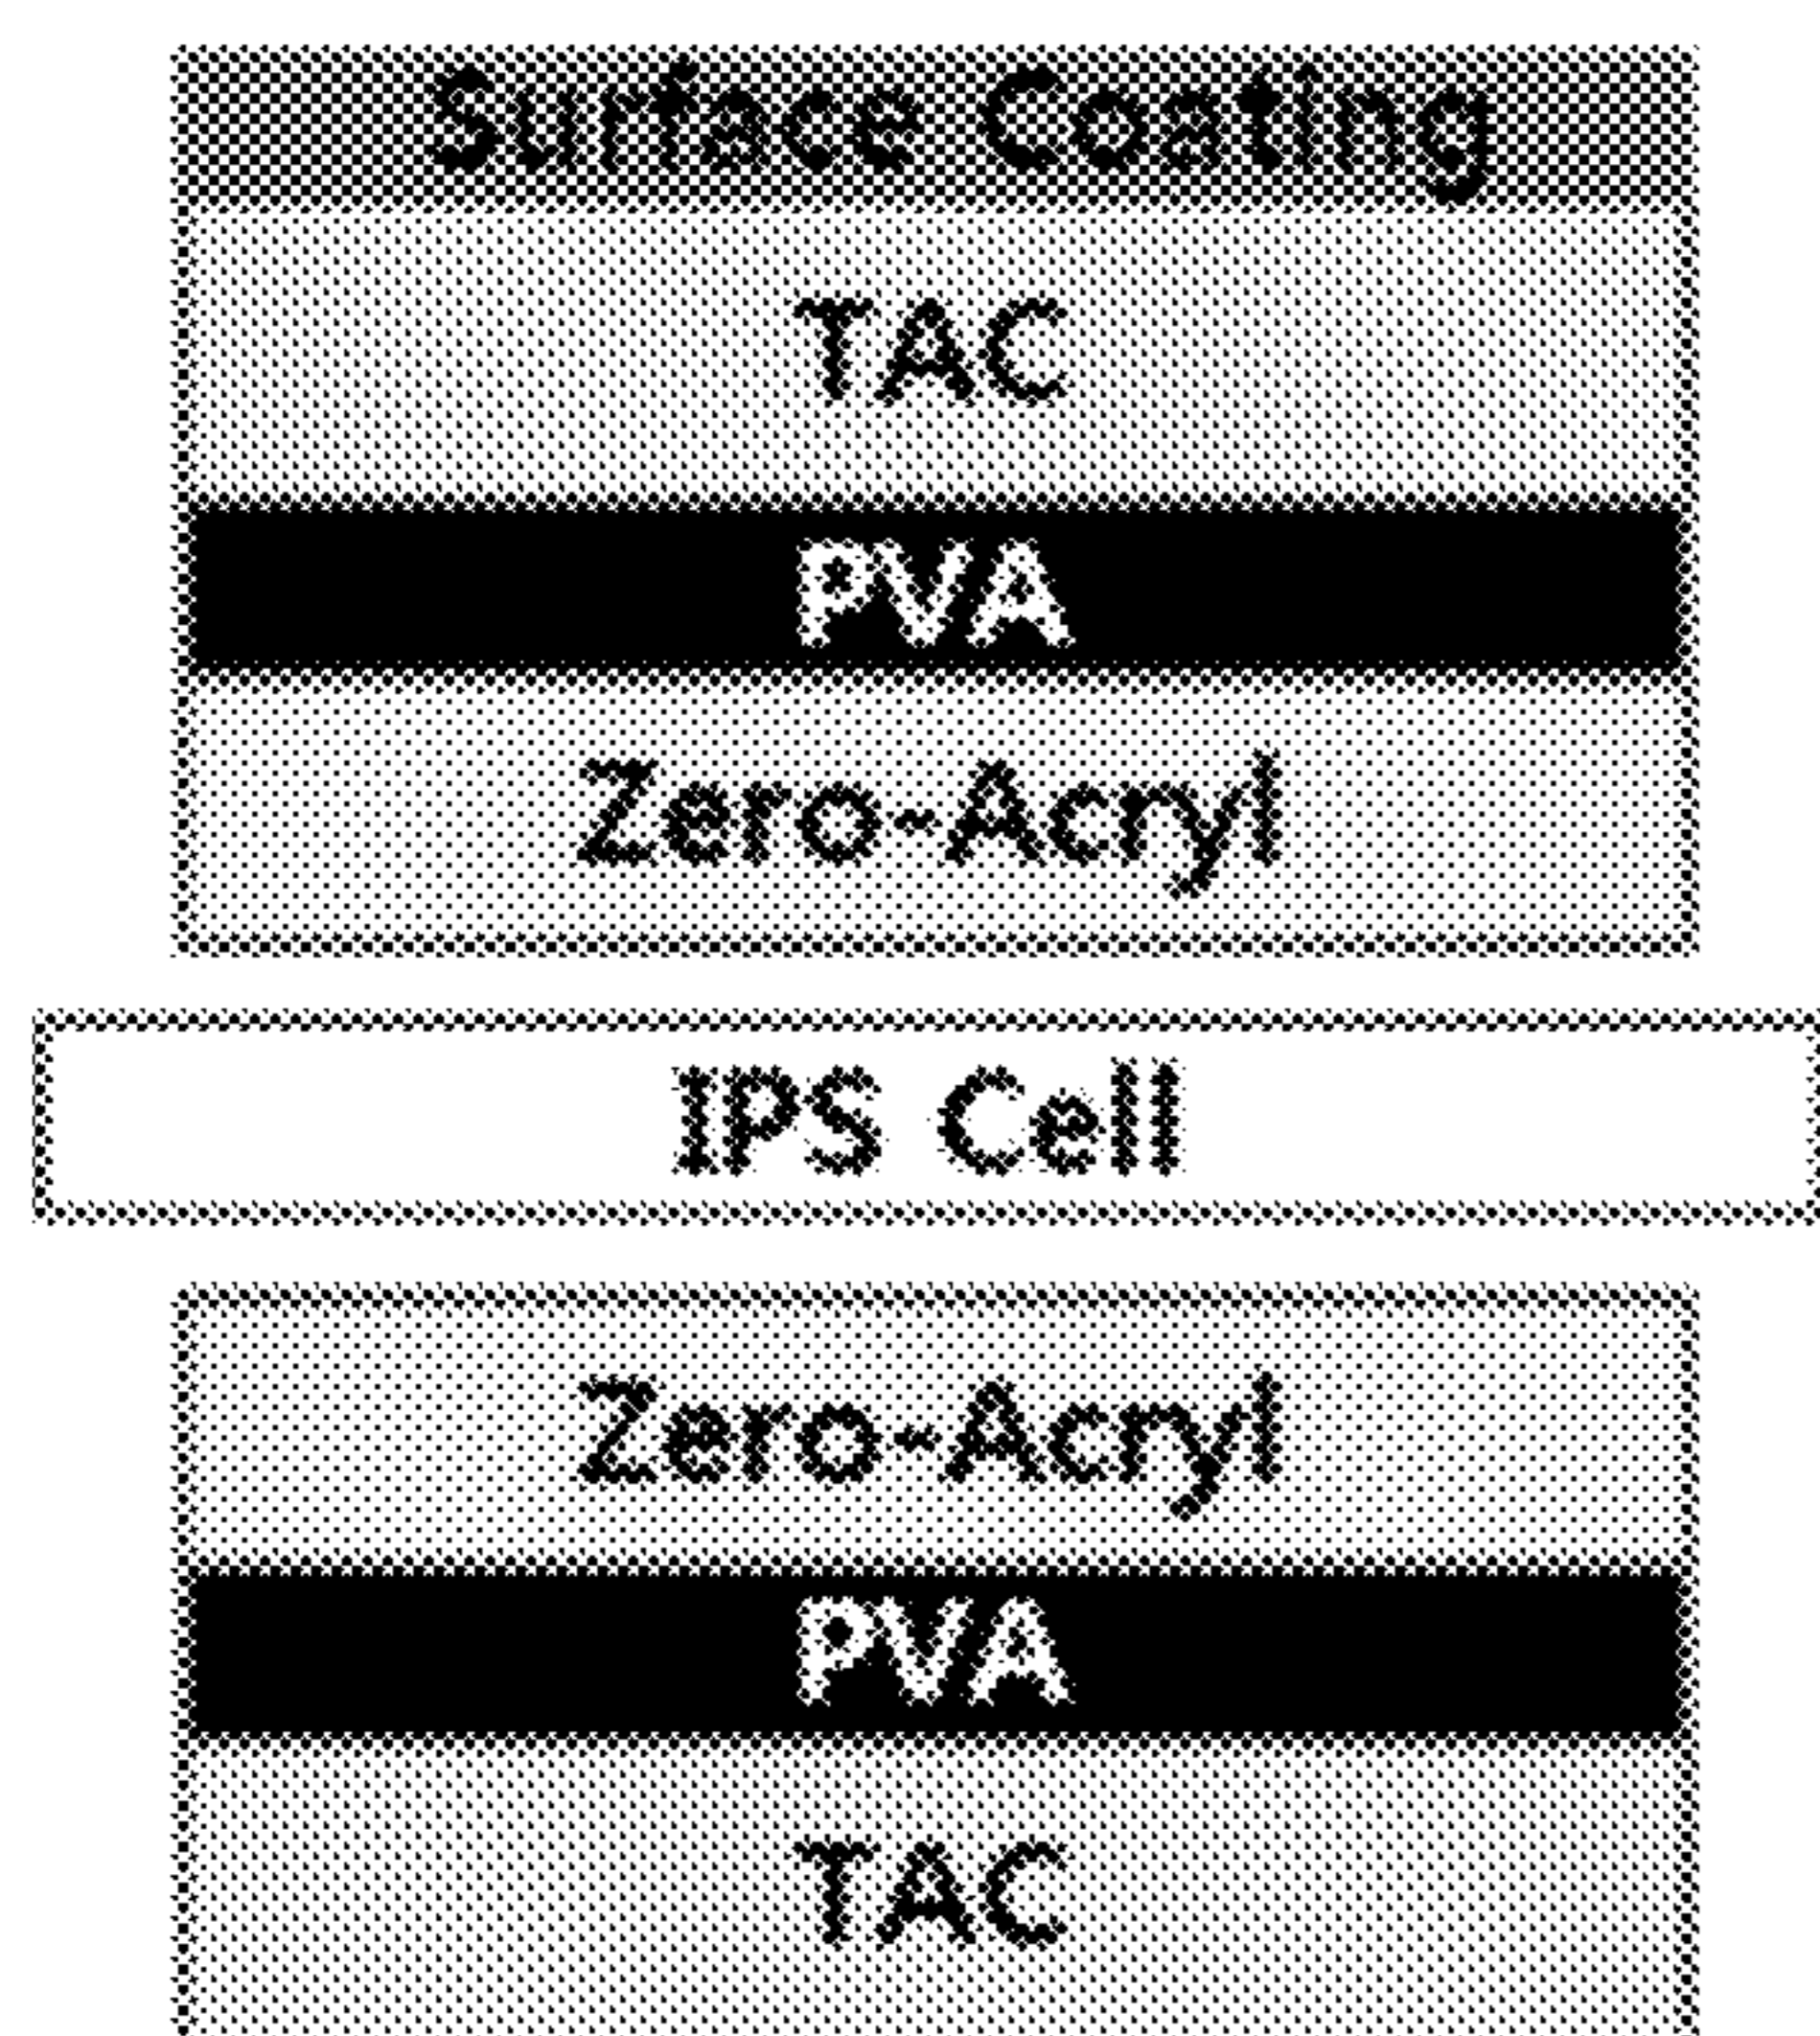 Surface Coating
TAC
PVA
Zero-Acryl
IPS Cell
Zero-Acryl
PVA
TAC